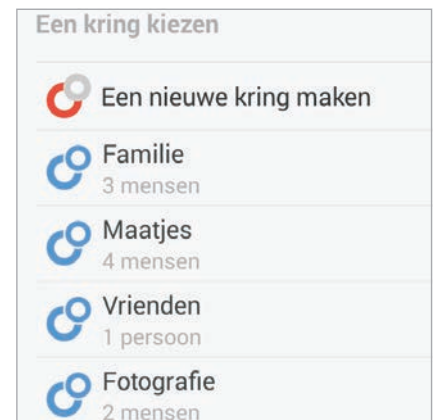 Een kring kiezen
Een nieuwe kring maken
Familie
3 mensen
Maatjes
4 mensen
Vrienden
1 persoon
Fotografie
2 mensen